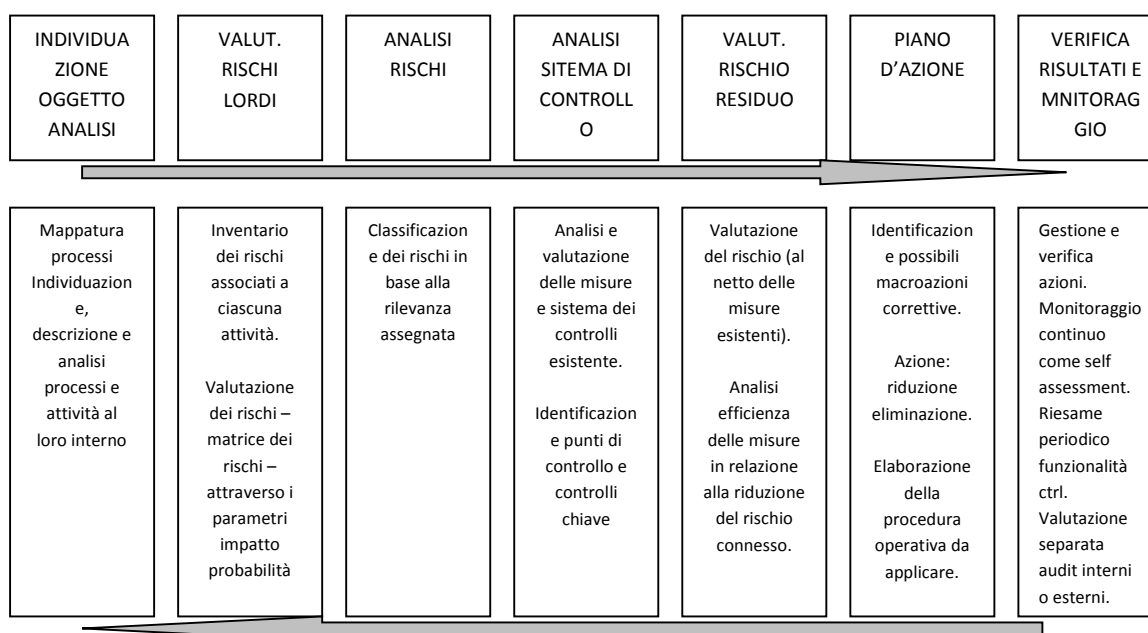 INDIVIDUA
ZIONE
OGGETTO
ANALISI
VALUT.
RISCHI
LORDI
ANALISI
RISCHI
ANALISI
SITEMA DI
CONTROLL
O
VALUT.
RISCHIO
RESIDUO
PIANO
D’AZIONE
VERIFICA
RISULTATI E
MNITORAG
GIO
Mappatura
processi
Individuazion
e,
descrizione e
analisi
processi e
attività al
loro interno
Inventario
dei rischi
associati a
ciascuna
attività.
Valutazione
dei rischi –
matrice dei
rischi –
attraverso i
parametri
impatto
probabilità
Classificazion
e dei rischi in
base alla
rilevanza
assegnata
Analisi e
valutazione
delle misure
e sistema dei
controlli
esistente.
Identificazion
e punti di
controllo e
controlli
chiave
Valutazione
del rischio (al
netto delle
misure
esistenti).
Analisi
efficienza
delle misure
in relazione
alla riduzione
del rischio
connesso.
Identificazion
e possibili
macroazioni
correttive.
Azione:
riduzione
eliminazione.
Elaborazione
della
procedura
operativa da
applicare.
Gestione e
verifica
azioni.
Monitoraggio
continuo
come self
assessment.
Riesame
periodico
funzionalità
ctrl.
Valutazione
separata
audit interni
o esterni.